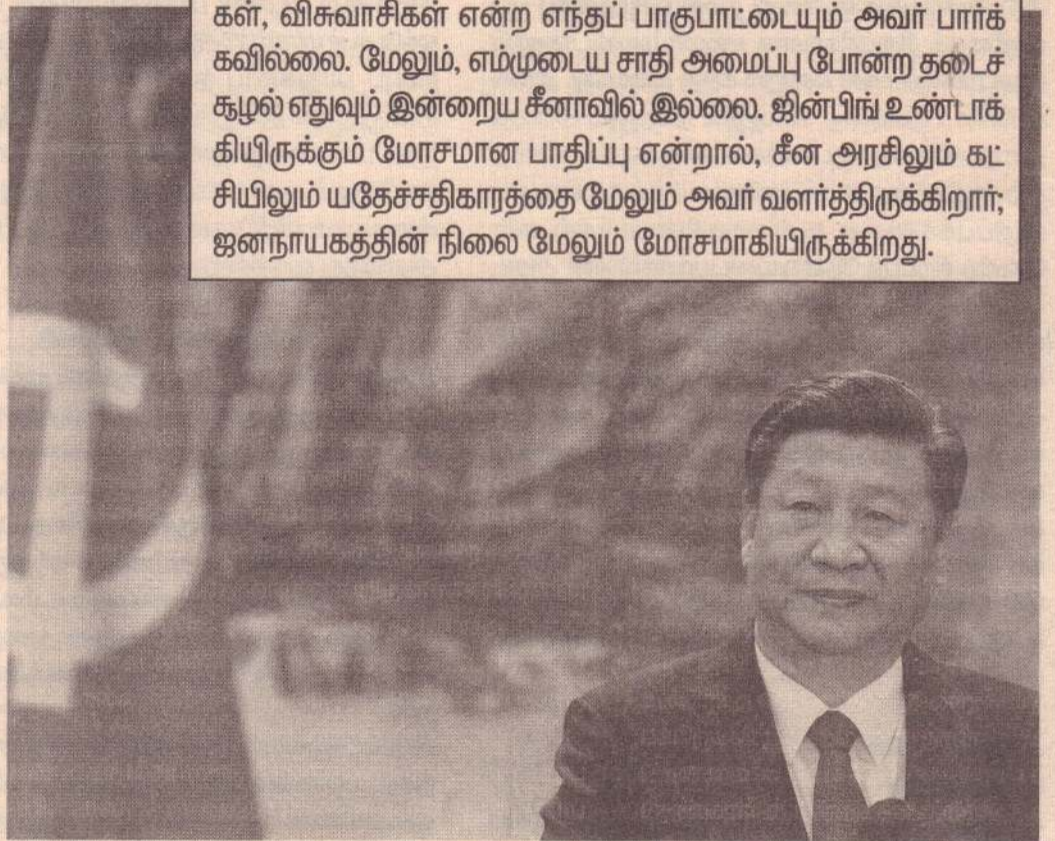 கள், விசுவாசிகள் என்ற எந்தப் பாகுபாட்டையும் அவர் பார்க்
கவில்லை. மேலும், எம்முடைய சாதி அமைப்பு போன்ற தடைச்
சூழல் எதுவும் இன்றைய சீனாவில் இல்லை. ஜின்பிங் உண்டாக்
கியிருக்கும் மோசமான பாதிப்பு என்றால், சீன அரசிலும் கட்
சியிலும் யதேச்சதிகாரத்தை மேலும் அவர் வளர்த்திருக்கிறார்;
ஜனநாயகத்தின் நிலை மேலும் மோசமாகியிருக்கிறது.